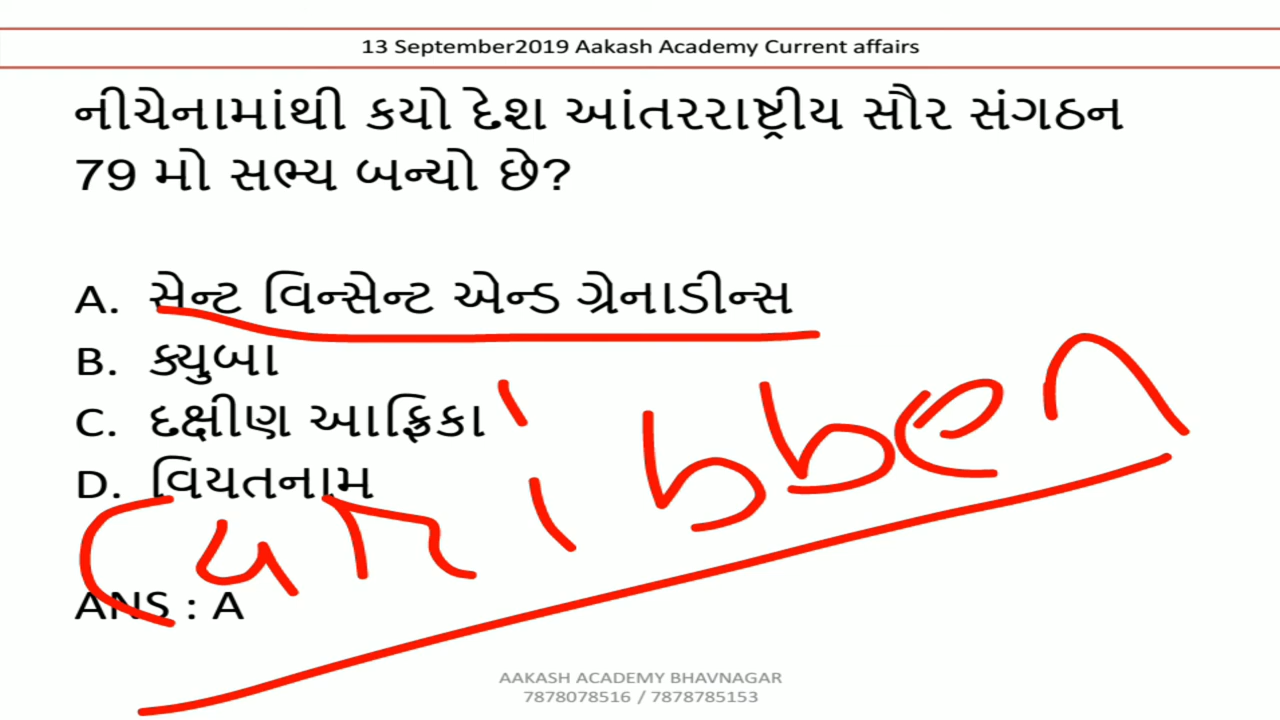 13 September2019 Aakash Academy Current affairs
નીચેનામાંથી કયો દેશ આંતરરાષ્ટ્રીય સૌર સંગઠન
79 મો સભ્ય બન્યો છે?
A. સેન્ટ વિન્સેન્ટ એન્ડ ગ્રેનાડીન્સ
B. ક્યુબા
C. દક્ષીણ આફ્રિકા
D. વિયતનામ
caribben
ANS : A
AAKASH ACADEMY BHAVNAGAR
7878078516 / 7878785153